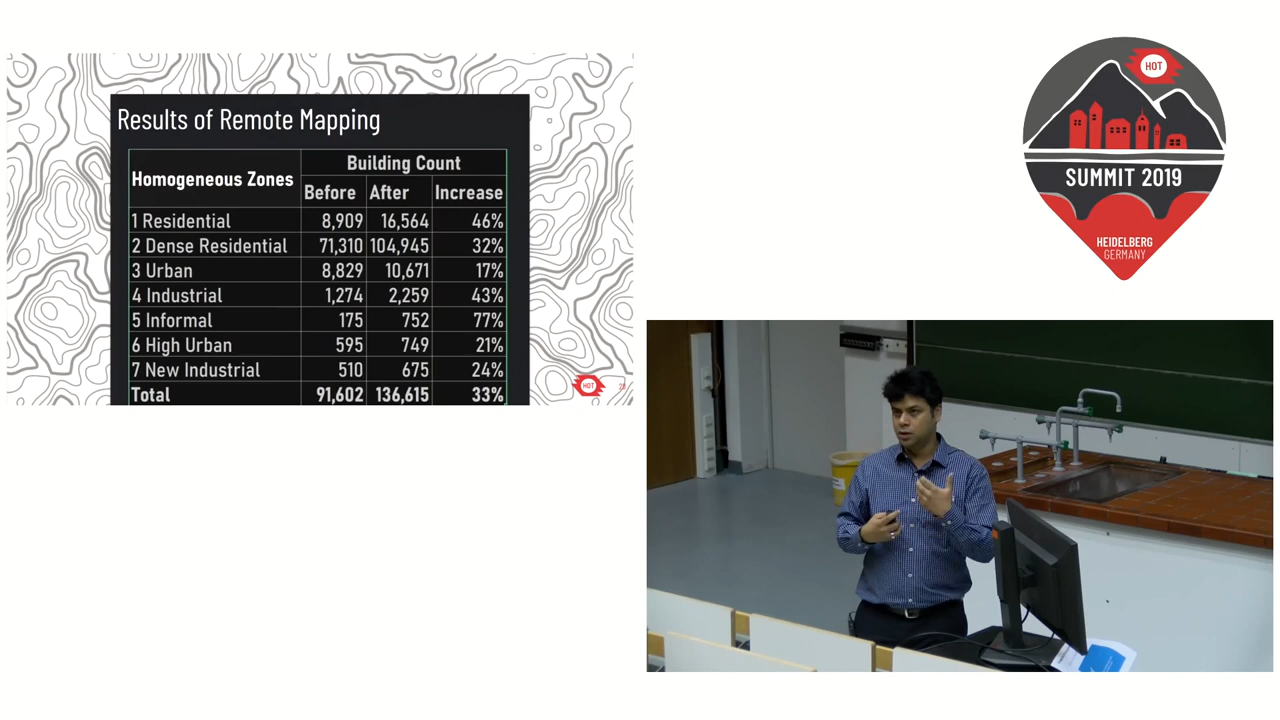 Results of Remote Mapping
Homogeneous Zones
Building Count
Before After Increase
1 Residential 8,909 16,564 46%
2 Dense Residential 71,310 104,945 32%
3 Urban 8,829 10,671 17%
4 Industrial 1,274 2,259 43%
5 Informal 175 752 77%
6 High Urban 595 749 21%
7 New Industrial 510 675 24%
Total 91,602 136,615 33%
HOT
HOT
SUMMIT 2019
HEIDELBERG
GERMANY